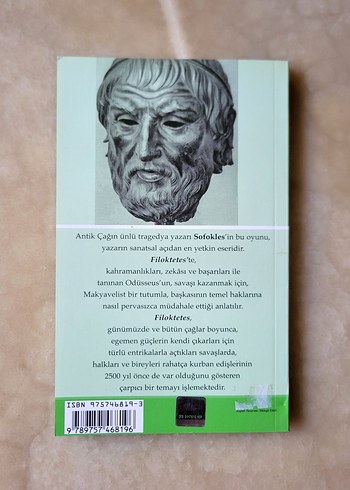 Antik Çağın ünlü tragedya yazarı Sofokles'in bu oyunu,
yazarın sanatsal açıdan en yetkin eseridir.
Filoktetes'te,
kahramanlıkları, zekâsı ve başarıları ile
tanınan Odüsseus'un, savaşı kazanmak için,
Makyavelist bir tutumla, başkasının temel haklarına
nasıl pervasızca müdahale ettiği anlatılır.
Filoktetes,
günümüzde ve bütün çağlar boyunca,
egemen güçlerin kendi çıkarları için
türlü entrikalarla açtıkları savaşlarda,
halkları ve bireyleri rahatça kurban edişlerinin
2500 yıl önce de var olduğunu gösteren
çarpıcı bir temayı işlemektedir.
ISBN 975746819-3
9789757468196